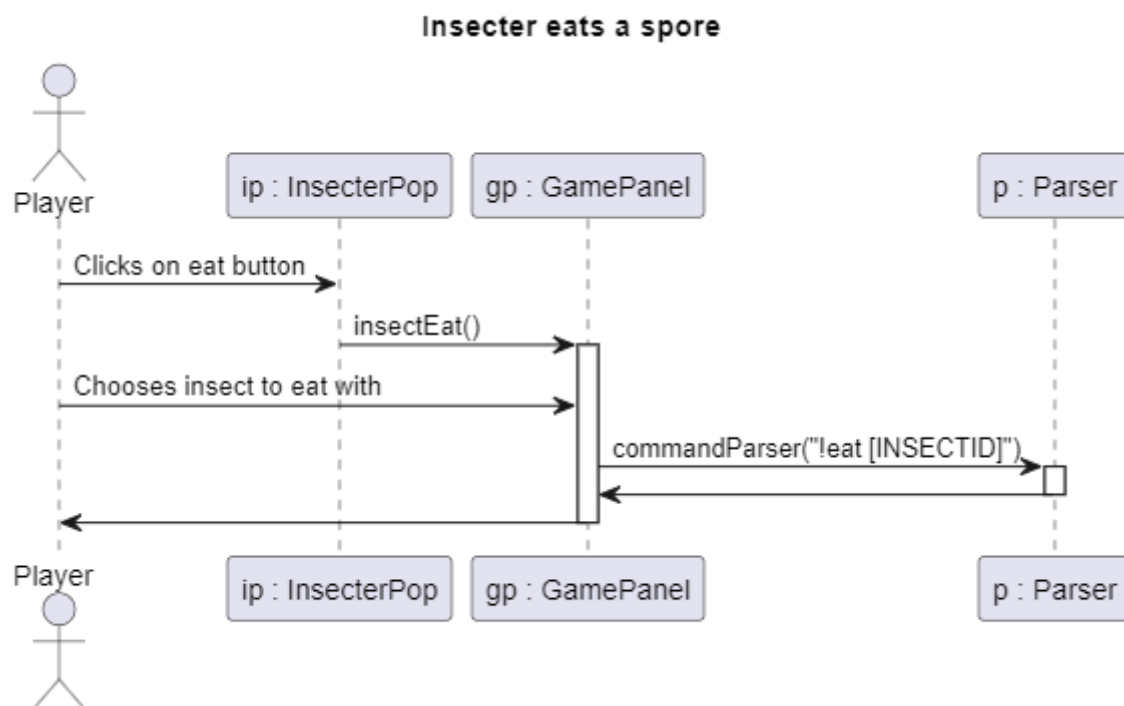 Insecter eats a spore
Player
ip : InsecterPop
gp : GamePanel
p : Parser
Clicks on eat button
insectEat()
Chooses insect to eat with
commandParser("!eat [INSECTID]")
Player
ip : InsecterPop
gp : GamePanel
p : Parser